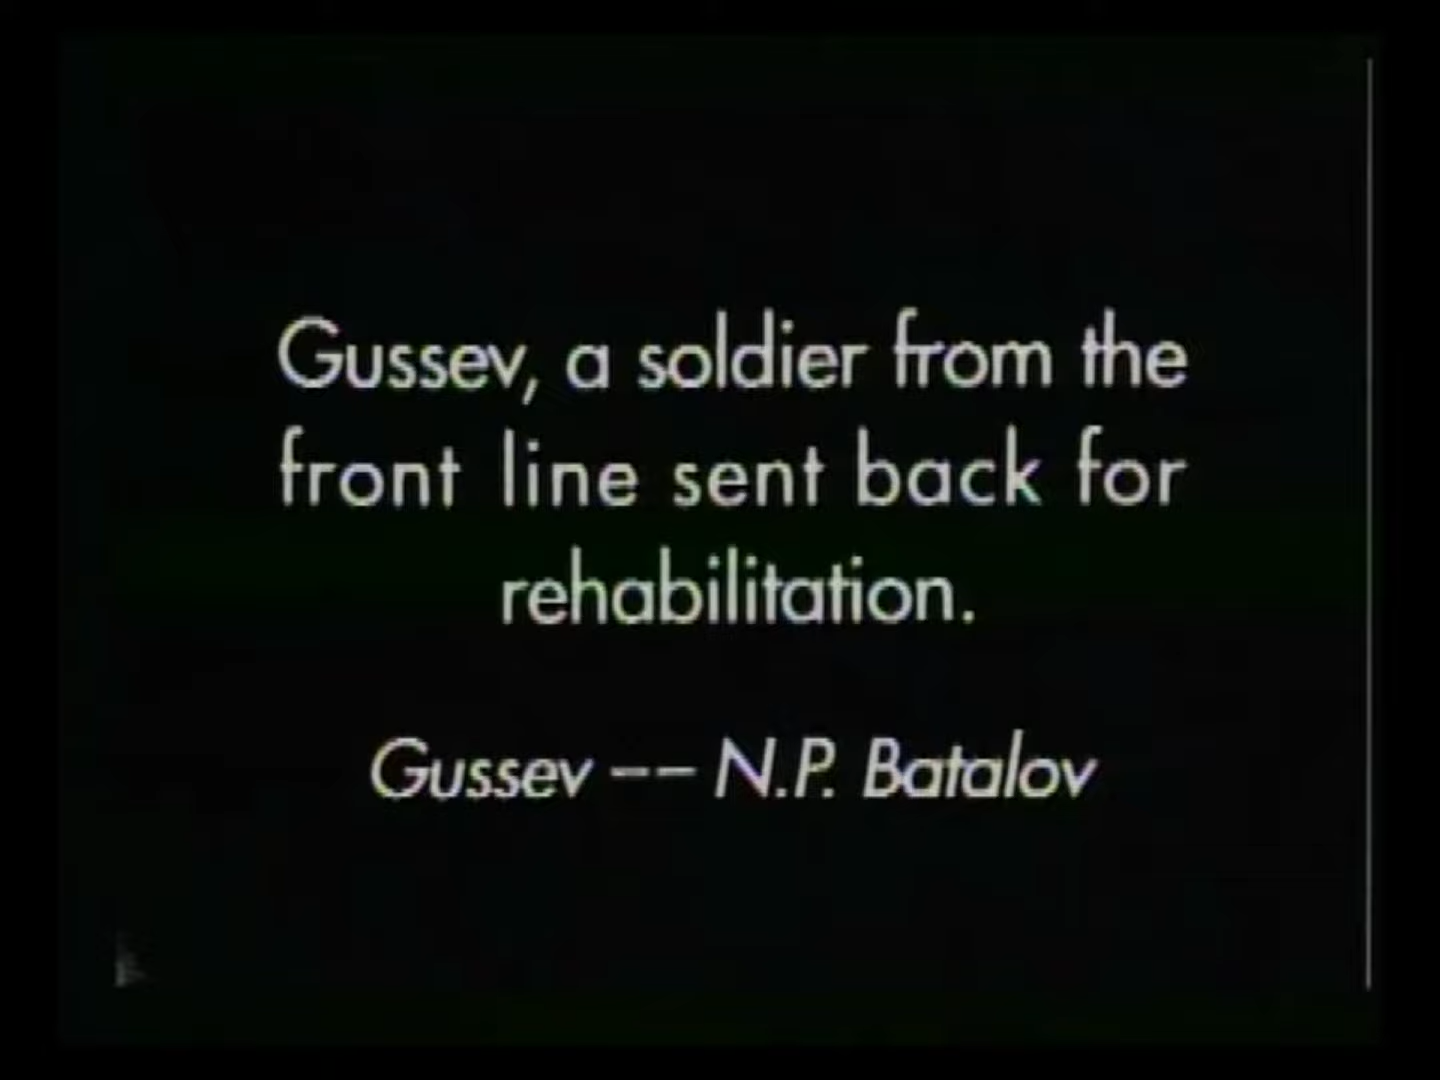 Gussev, a soldier from the
front line sent back for
rehabilitation.
Gussev -- N.P. Batalov